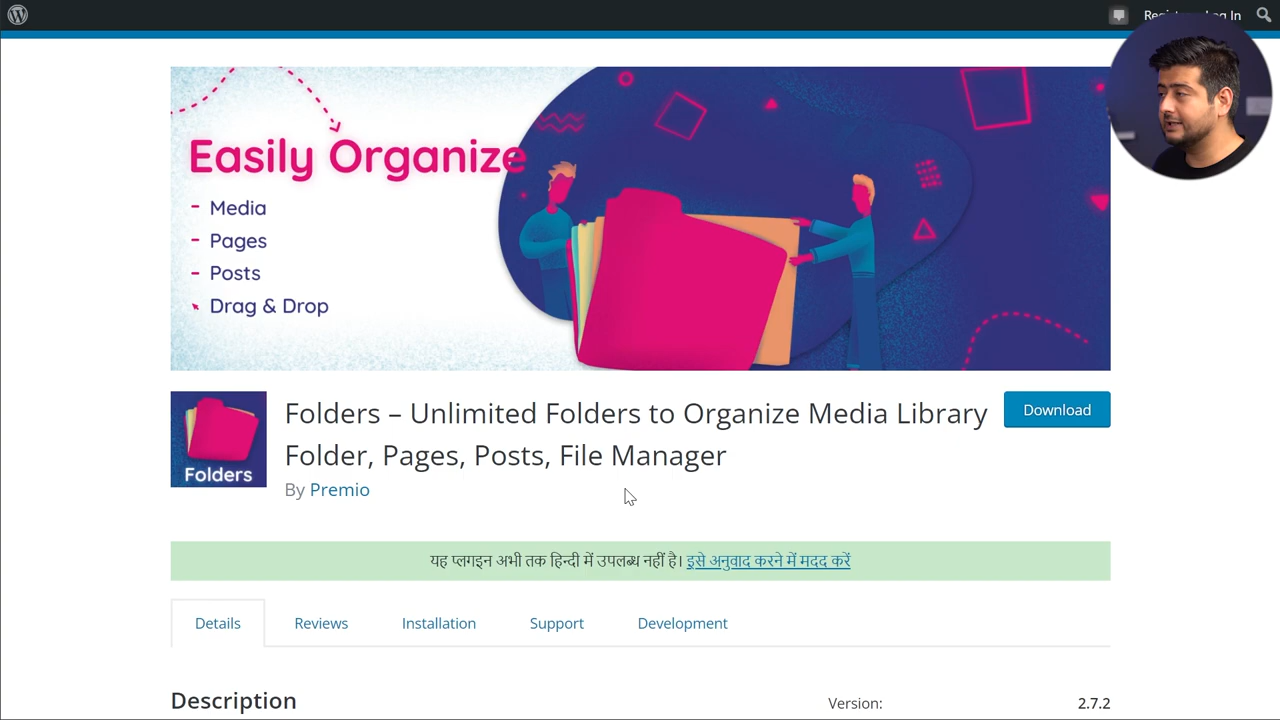 Log In
Easily Organize
- Media
- Pages
- Posts
Drag & Drop
Folders
Folders – Unlimited Folders to Organize Media Library
Folder, Pages, Posts, File Manager
Download
By Premio
यह प्लगइन अभी तक हिन्दी में उपलब्ध नहीं है। इसे अनुवाद करने में मदद करें
Details
Reviews
Installation
Support
Development
Description
Version:
2.7.2